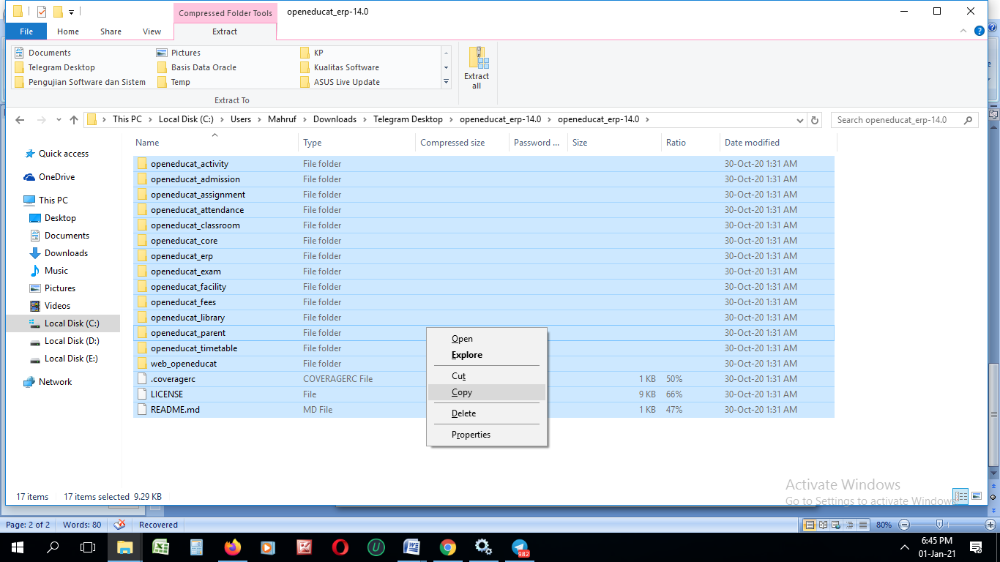 Compressed Folder Tools
openeducat_erp-14.0
File
Home
Share
View
Extract
Documents
Pictures
KP
Telegram Desktop
Basis Data Oracle
Kualitas Software
Pengujian Software dan Sistem
Temp
ASUS Live Update
Extract To
Extract
all
This PC
Local Disk (C:)
Users
Mahruf
Downloads
Telegram Desktop
openeducat_erp-14.0
openeducat_erp-14.0
Search openeducat_erp-14.0
Quick access
OneDrive
This PC
Desktop
Documents
Downloads
Music
Pictures
Videos
Local Disk (C:)
Local Disk (D:)
Local Disk (E:)
Network
Name Type Compressed size Password ... Size Ratio Date modified
openeducat_activity File folder 30-Oct-20 1:31 AM
openeducat_admission File folder 30-Oct-20 1:31 AM
openeducat_assignment File folder 30-Oct-20 1:31 AM
openeducat_attendance File folder 30-Oct-20 1:31 AM
openeducat_classroom File folder 30-Oct-20 1:31 AM
openeducat_core File folder 30-Oct-20 1:31 AM
openeducat_erp File folder 30-Oct-20 1:31 AM
openeducat_exam File folder 30-Oct-20 1:31 AM
openeducat_facility File folder 30-Oct-20 1:31 AM
openeducat_fees File folder 30-Oct-20 1:31 AM
openeducat_library File folder 30-Oct-20 1:31 AM
openeducat_parent File folder 30-Oct-20 1:31 AM
openeducat_timetable File folder 30-Oct-20 1:31 AM
web_openeducat File folder 30-Oct-20 1:31 AM
.coveragerc COVERAGERC File 1 KB 50% 30-Oct-20 1:31 AM
LICENSE File 9 KB 66% 30-Oct-20 1:31 AM
README.md MD File 1 KB 47% 30-Oct-20 1:31 AM
Open
Explore
Cut
Copy
Delete
Properties
Activate Windows
Go to Settings to activate Windows
17 items
17 items selected 9.29 KB
Page: 2 of 2
Words: 80
Recovered
80%
982
6:45 PM
01-Jan-21